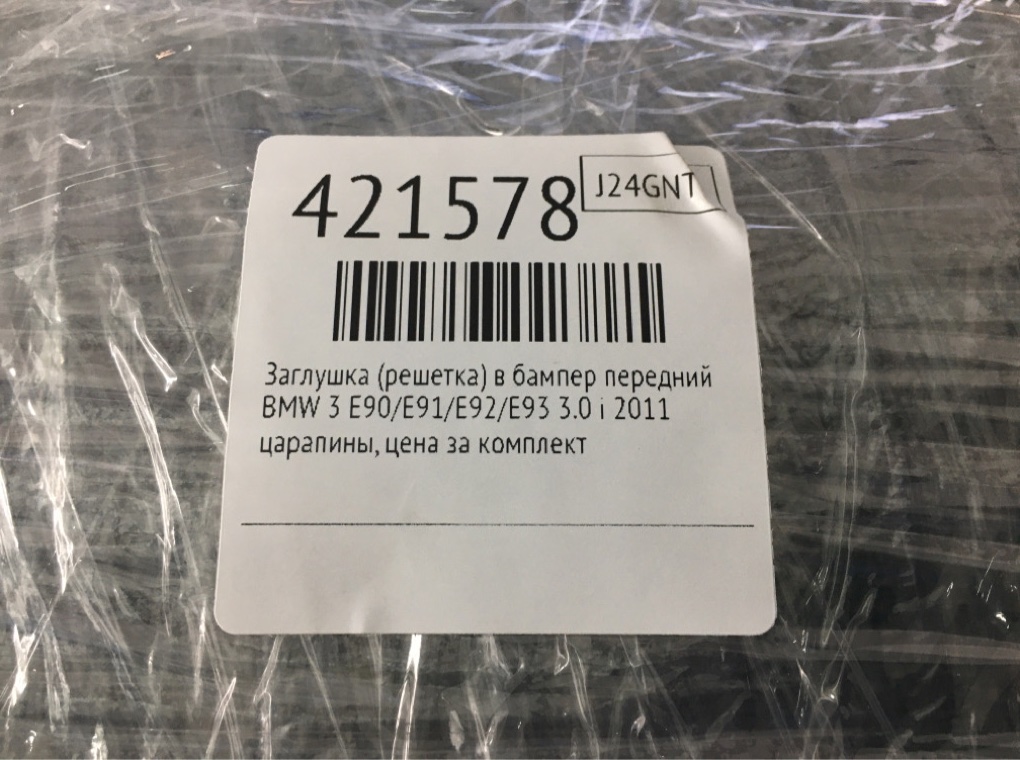 421578
J24GNT
Заглушка (решетка) в бампер передний
BMW 3 E90/E91/E92/E93 3.0 i 2011
царапины, цена за комплект